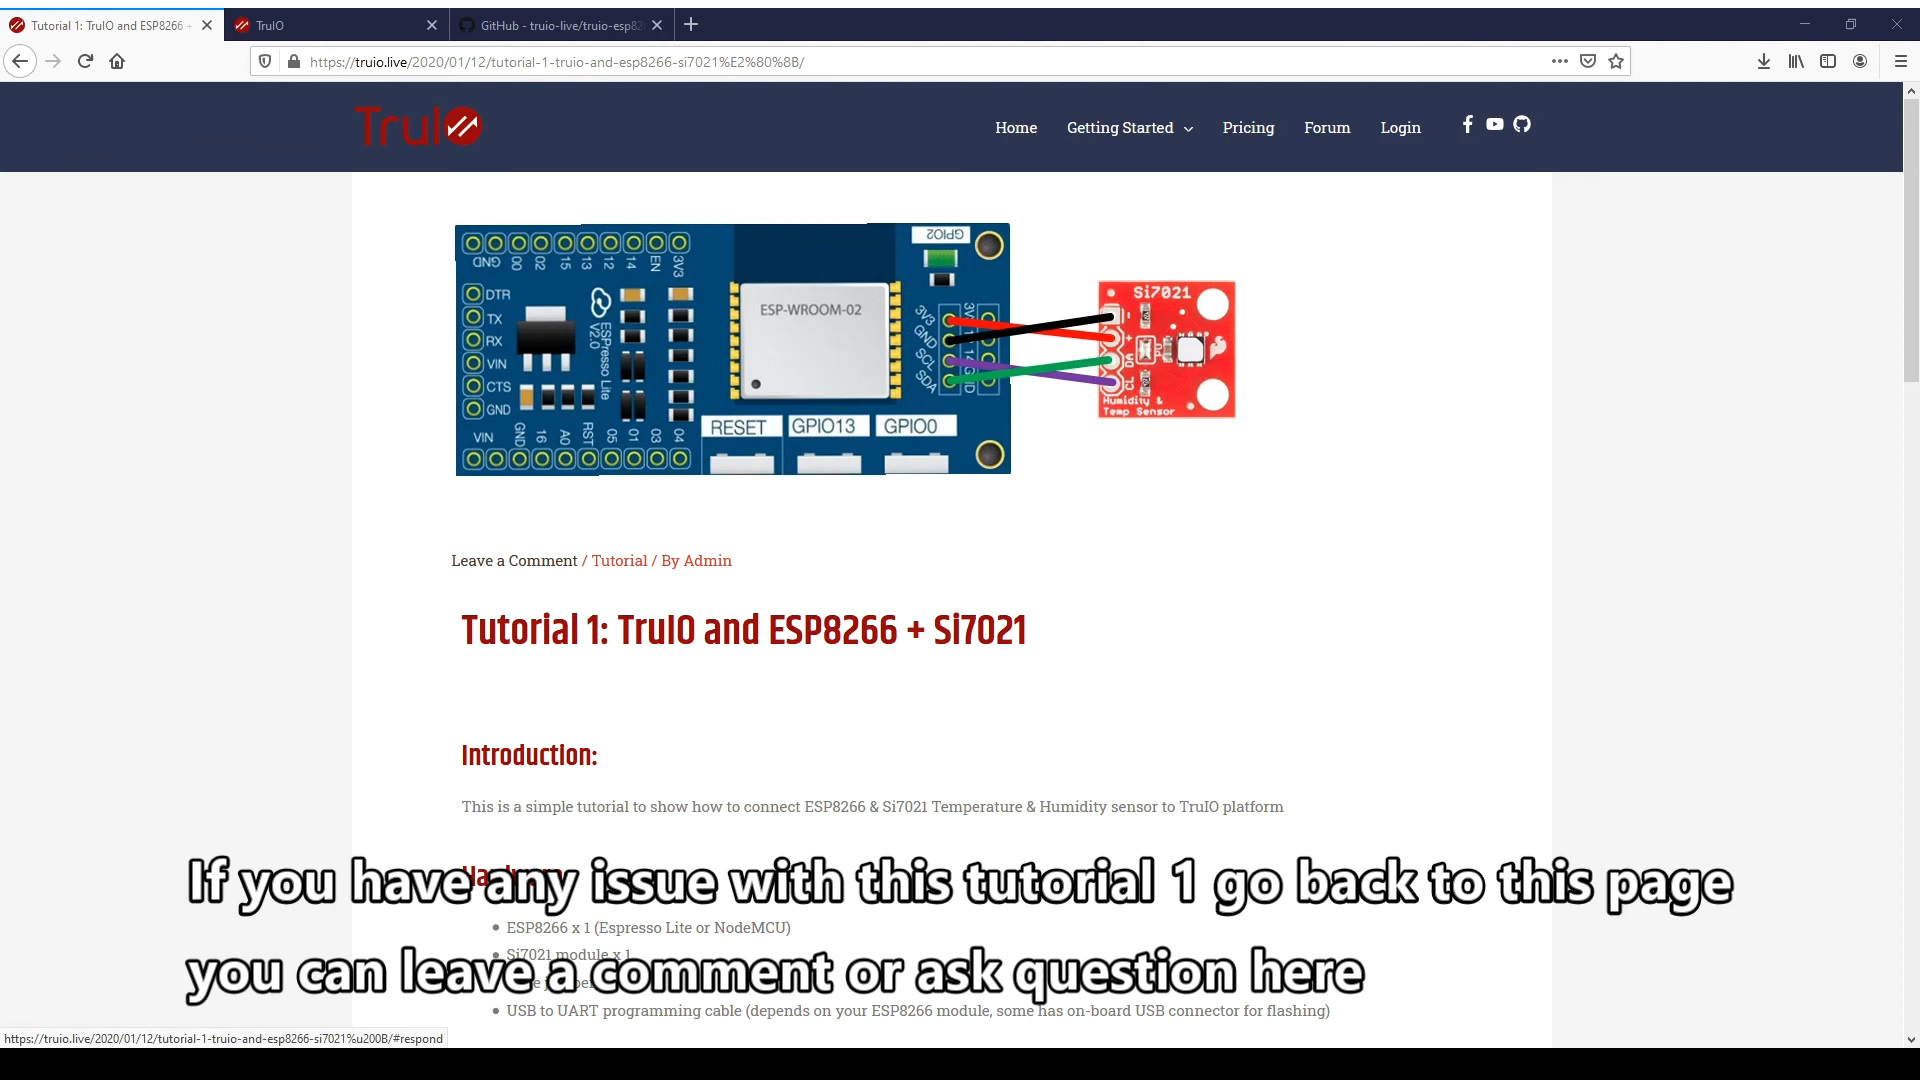 Tutorial 1: TruIO and ESP8266 +
TruIO
GitHub - truio-live/truio-esp82
https://truio.live/2020/01/12/tutorial-1-truio-and-esp8266-si7021%E2%80%8B/
TruIO
Home Getting Started Pricing Forum Login
GPIO2
GND 00 02 15 13 12 14 EN 3V3
DTR
TX
RX
VIN
CTS
GND
ESPresso Lite
V2.0
ESP-WROOM-02
3V3
GND
SCL
SDA
RESET GPIO13 GPIO0
VIN GND 16 A0 RST 05 01 03 04
Si7021
-
+
DA
CL
Humidity &
Temp Sensor
Leave a Comment / Tutorial / By Admin
Tutorial 1: TruIO and ESP8266 + Si7021
Introduction:
This is a simple tutorial to show how to connect ESP8266 & Si7021 Temperature & Humidity sensor to TruIO platform
If you have any issue with this tutorial 1 go back to this page
ESP8266 x 1 (Espresso Lite or NodeMCU)
Si7021 module x 1
you can leave a comment or ask question here
USB to UART programming cable (depends on your ESP8266 module, some has on-board USB connector for flashing)
https://truio.live/2020/01/12/tutorial-1-truio-and-esp8266-si7021%u200B/#respond